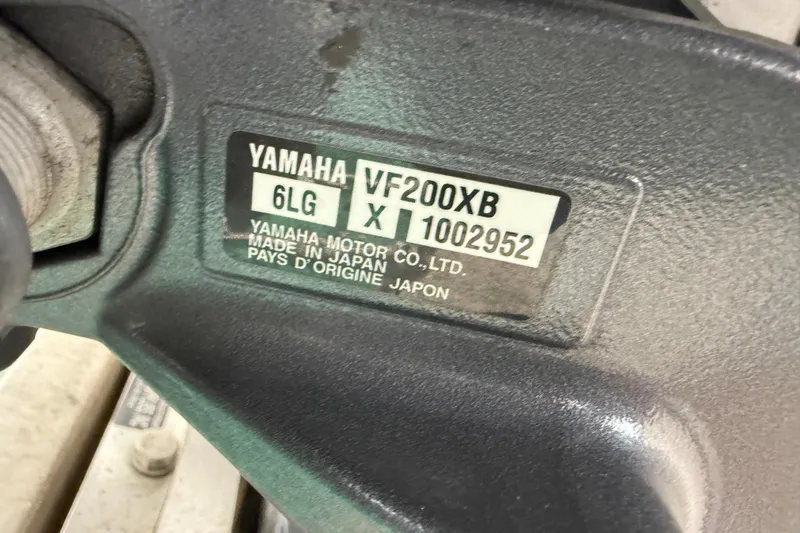 YAMAHA VF200XB
6LG X 1002952
YAMAHA MOTOR CO., LTD.
MADE IN JAPAN
PAYS D' ORIGINE JAPON